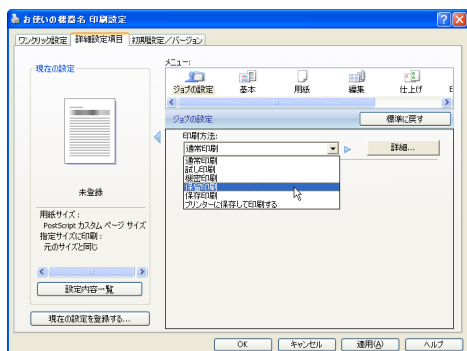 お使いの機器名 印刷設定
ワンクリック設定 詳細設定項目 初期設定/バージョン
現在の設定
未登録
用紙サイズ:
PostScript カスタム ページ サイズ
指定サイズに印刷:
元のサイズと同じ
設定内容一覧
現在の設定を登録する...
メニュー:
ジョブの設定 基本 用紙 編集 仕上げ
ジョブの設定 標準に戻す
印刷方法:
通常印刷 詳細...
通常印刷
試し印刷
機密印刷
保留印刷
保存印刷
プリンターに保存して印刷する
OK キャンセル 適用(A) ヘルプ